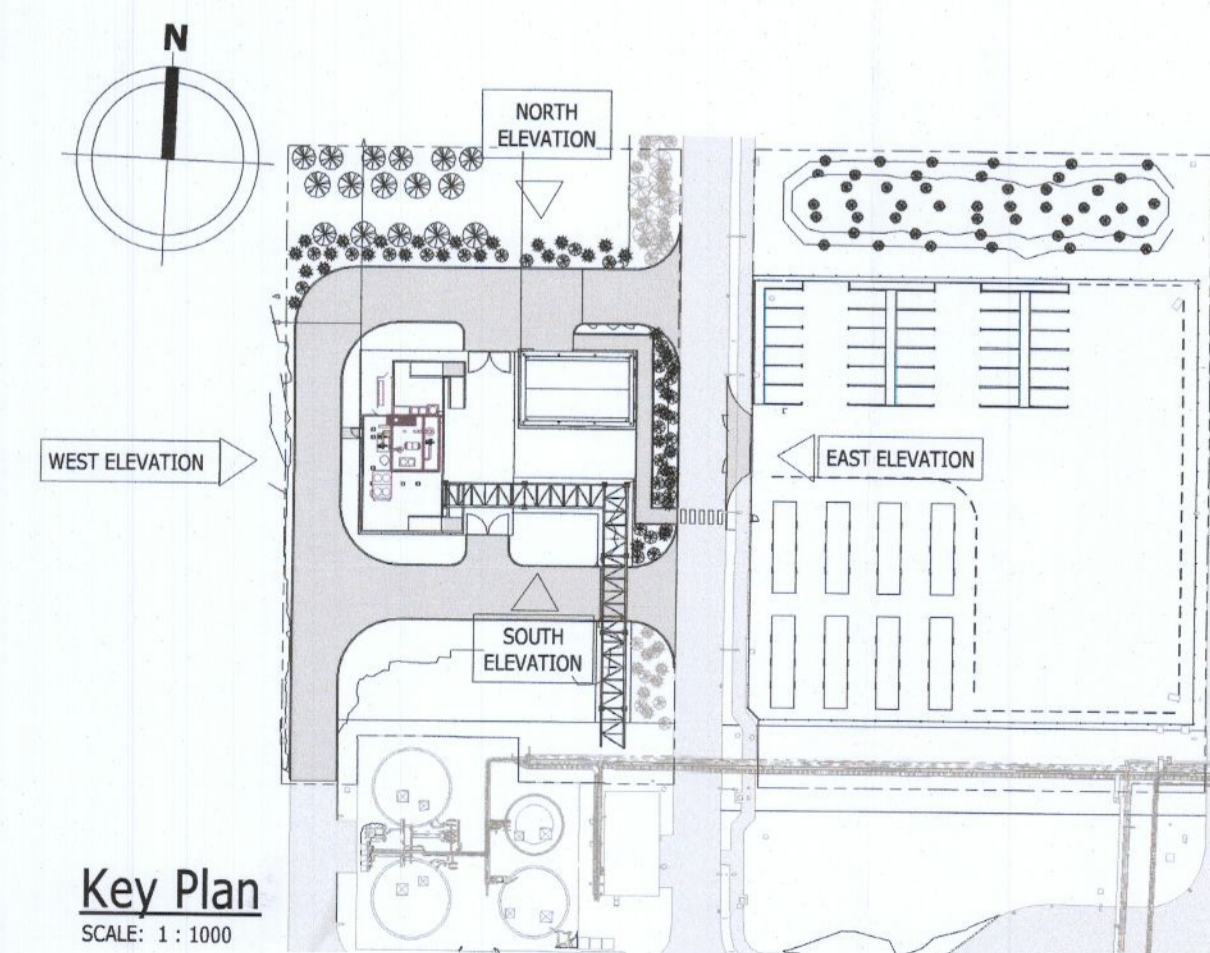 N
NORTH
ELEVATION
WEST ELEVATION
EAST ELEVATION
SOUTH
ELEVATION
Key Plan
SCALE: 1 : 1000